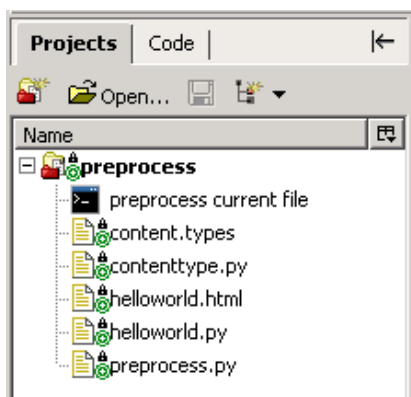 Projects Code
Open...
Name
preprocess
preprocess current file
content.types
contenttype.py
helloworld.html
helloworld.py
preprocess.py